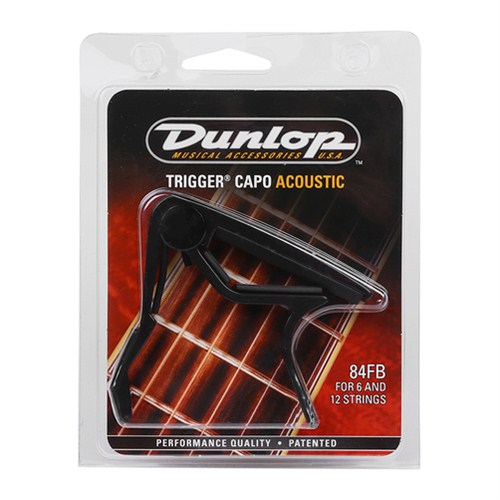 Dunlop
MUSICAL ACCESSORIES U.S.A.
™
TRIGGER® CAPO ACOUSTIC
84FB
FOR 6 AND
12 STRINGS
PERFORMANCE QUALITY • PATENTED